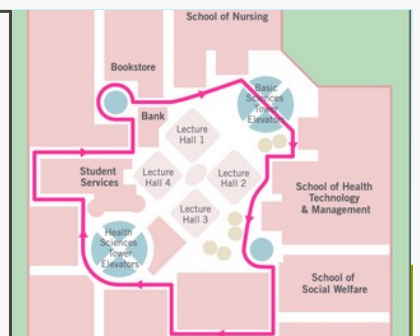 School of Nursing
Bookstore
Basic
Sciences
Tower
Elevators
Bank
Lecture
Hall 1
Student
Services
Lecture
Hall 4
Lecture
Hall 2
School of Health
Technology
& Management
Lecture
Hall 3
Health
Sciences
Tower
Elevators
School of
Social Welfare